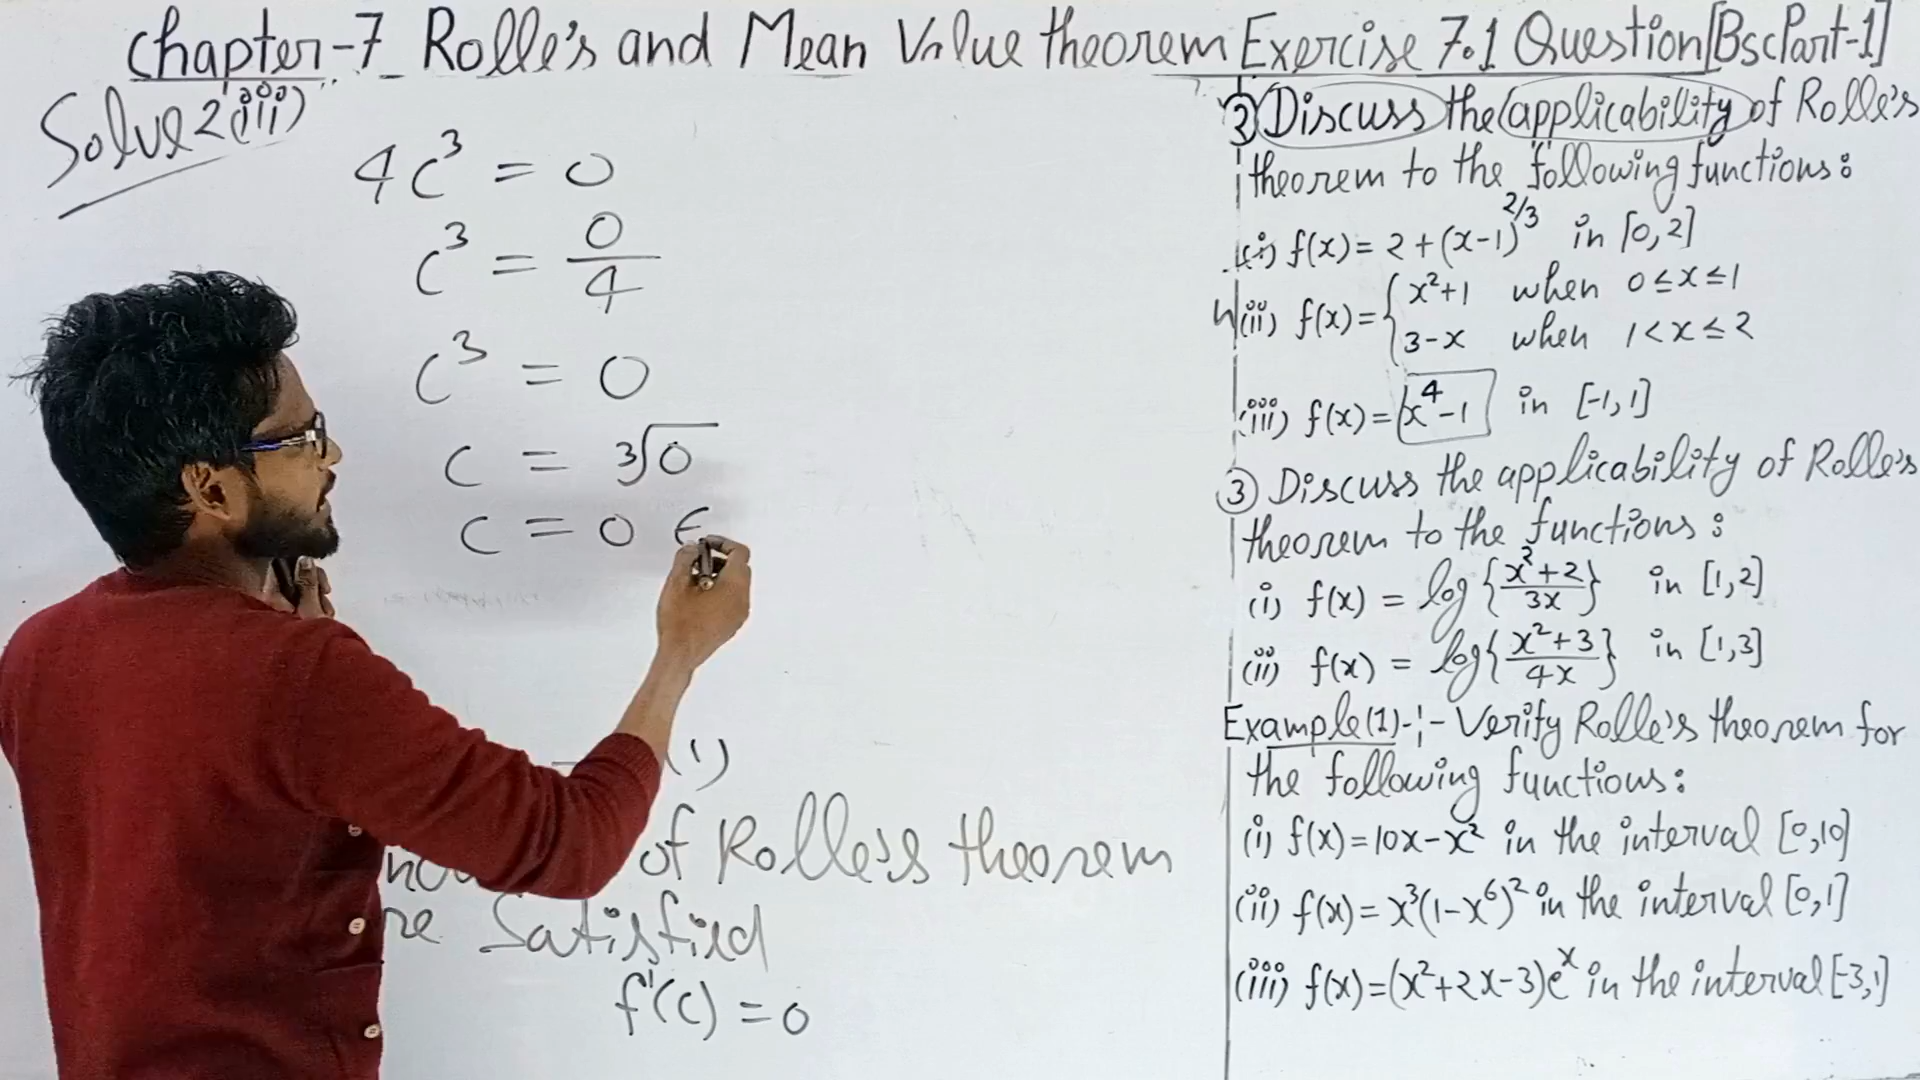 Chapter-7 Rolle's and Mean Value theorem Exercise 7.1 Question [Bsc Part-1]
Solve 2(iii)
4c³ = 0
c³ = 0/4
c³ = 0
c = ³√0
c = 0 ∈
(1)
of Rolle's theorem
re Satisfied
f'(c) = 0
2 Discuss the applicability of Rolle's
theorem to the following functions:
(i) f(x) = 2 + (x-1)^2/3 in [0,2]
(ii) f(x) = { x²+1 when 0 ≤ x ≤ 1
3-x when 1 < x ≤ 2
(iii) f(x) = x⁴-1 in [-1,1]
③ Discuss the applicability of Rolle's
theorem to the functions:
(i) f(x) = log {x²+2/3x} in [1,2]
(ii) f(x) = log {x²+3/4x} in [1,3]
Example(1)-:- Verify Rolle's theorem for
the following functions:
(i) f(x) = 10x-x² in the interval [0,10]
(ii) f(x) = x³(1-x⁶)² in the interval [0,1]
(iii) f(x) = (x²+2x-3)eˣ in the interval [-3,1]